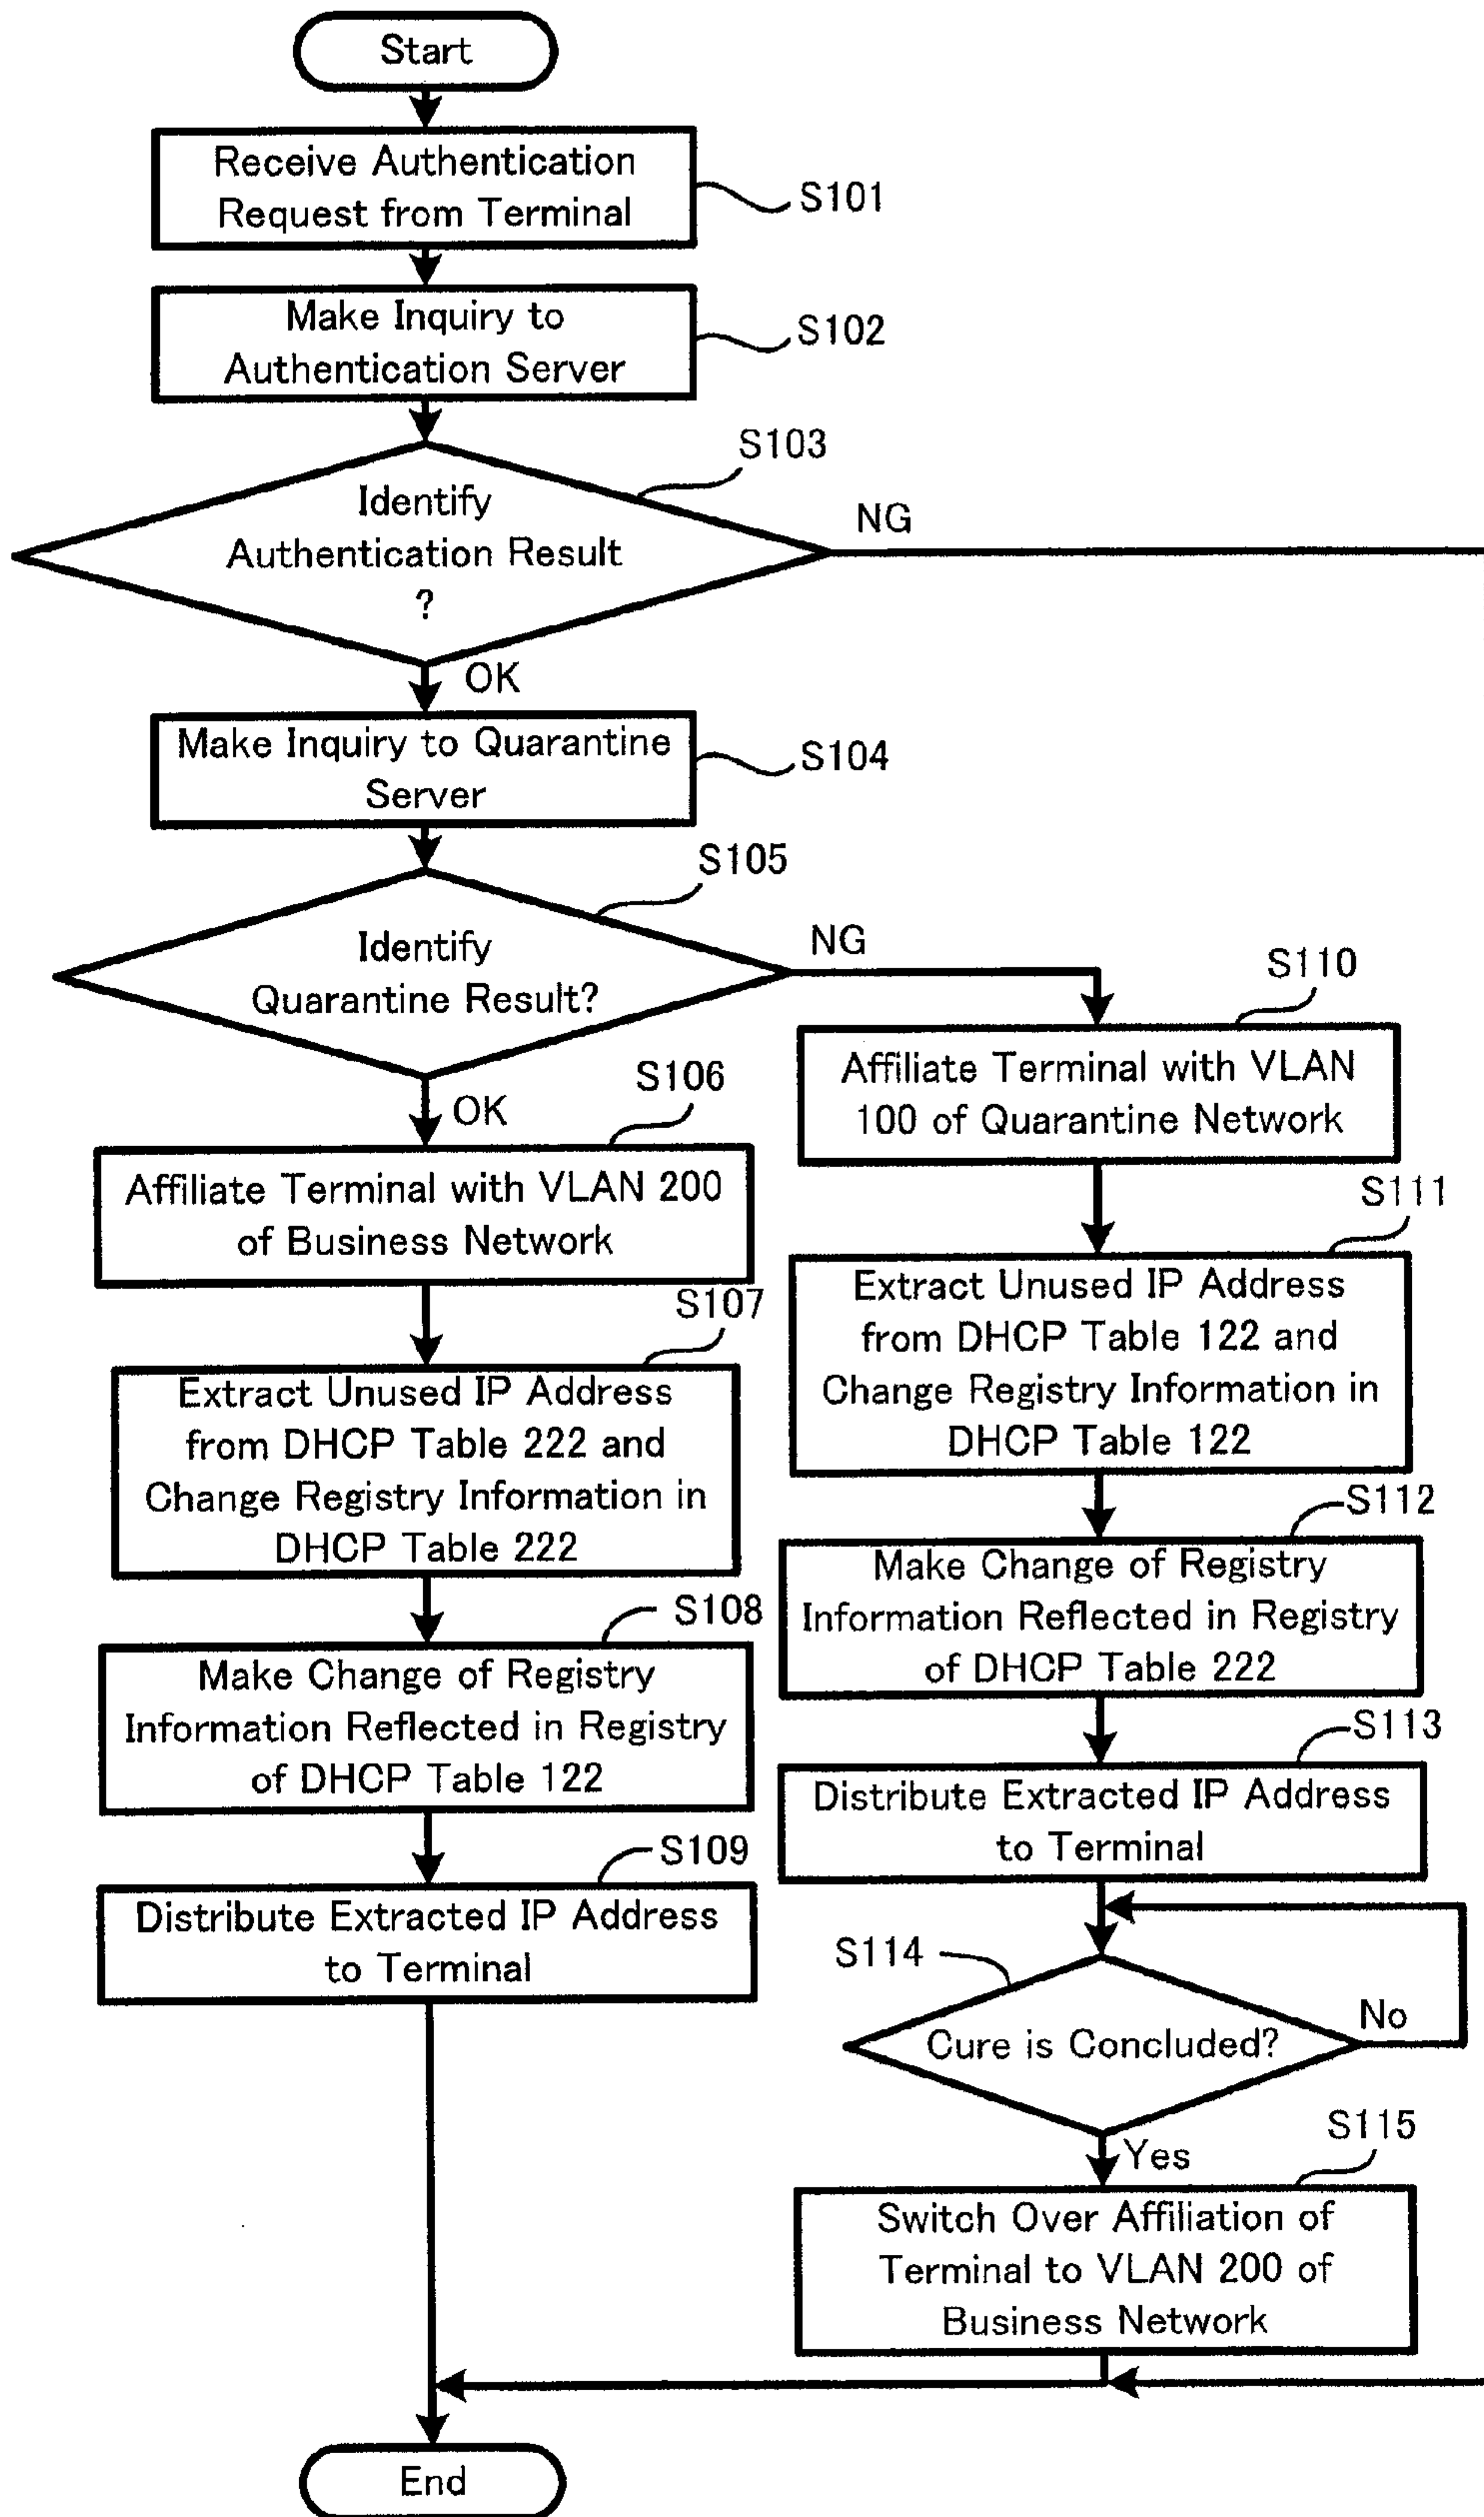 Start
Receive Authentication
Request from Terminal
S101
Make Inquiry to
Authentication Server
S102
S103
Identify
Authentication Result
?
NG
OK
Make Inquiry to Quarantine
Server
S104
S105
Identify
Quarantine Result?
NG
OK
S106
Affiliate Terminal with VLAN 200
of Business Network
S107
Extract Unused IP Address
from DHCP Table 222 and
Change Registry Information in
DHCP Table 222
S108
Make Change of Registry
Information Reflected in Registry
of DHCP Table 122
S109
Distribute Extracted IP Address
to Terminal
S110
Affiliate Terminal with VLAN
100 of Quarantine Network
S111
Extract Unused IP Address
from DHCP Table 122 and
Change Registry Information in
DHCP Table 122
S112
Make Change of Registry
Information Reflected in Registry
of DHCP Table 222
S113
Distribute Extracted IP Address
to Terminal
S114
Cure is Concluded?
No
Yes
S115
Switch Over Affiliation of
Terminal to VLAN 200 of
Business Network
End